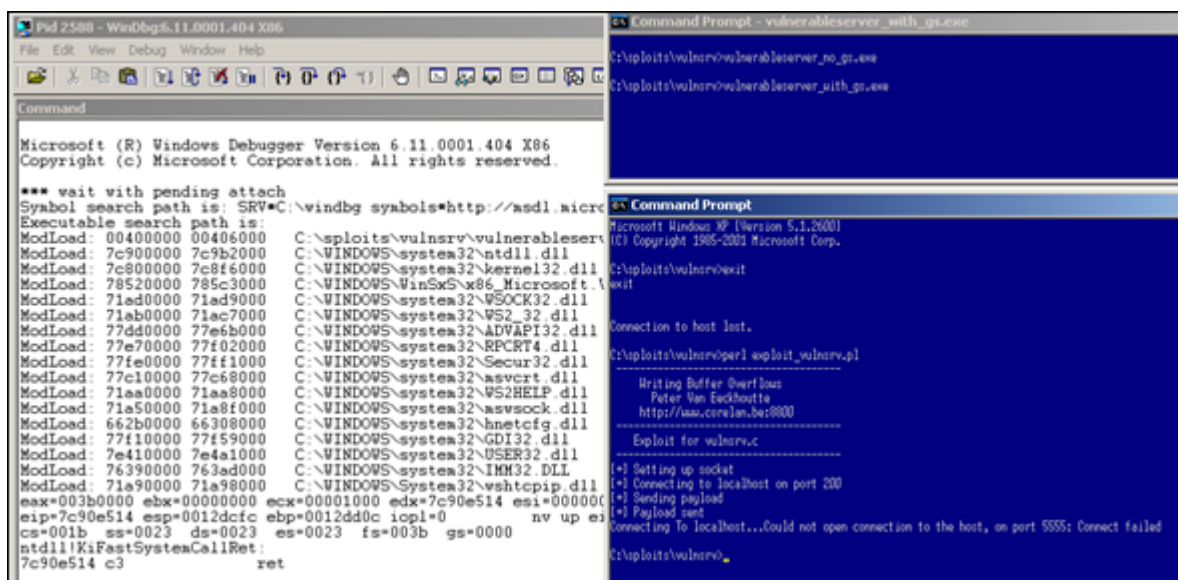 Pid 2588 - WinDbg:6.11.0001.404 X86
File Edit View Debug Window Help
Command
Microsoft (R) Windows Debugger Version 6.11.0001.404 X86
Copyright (c) Microsoft Corporation. All rights reserved.
*** wait with pending attach
Symbol search path is: SRV*C:\windbg symbols*http://msdl.micro
Executable search path is:
ModLoad: 00400000 00406000 C:\sploits\vulnsrv\vulnerableserv
ModLoad: 7c900000 7c9b2000 C:\WINDOWS\system32\ntdll.dll
ModLoad: 7c800000 7c8f6000 C:\WINDOWS\system32\kernel32.dll
ModLoad: 78520000 785c3000 C:\WINDOWS\WinSxS\x86_Microsoft.V
ModLoad: 71ad0000 71ad9000 C:\WINDOWS\system32\WSOCK32.dll
ModLoad: 71ab0000 71ac7000 C:\WINDOWS\system32\WS2_32.dll
ModLoad: 77dd0000 77e6b000 C:\WINDOWS\system32\ADVAPI32.dll
ModLoad: 77e70000 77f02000 C:\WINDOWS\system32\RPCRT4.dll
ModLoad: 77fe0000 77ff1000 C:\WINDOWS\system32\Secur32.dll
ModLoad: 77c10000 77c68000 C:\WINDOWS\system32\msvcrt.dll
ModLoad: 71aa0000 71aa8000 C:\WINDOWS\system32\WS2HELP.dll
ModLoad: 71a50000 71a8f000 C:\WINDOWS\system32\mswsock.dll
ModLoad: 662b0000 66308000 C:\WINDOWS\system32\hnetcfg.dll
ModLoad: 77f10000 77f59000 C:\WINDOWS\system32\GDI32.dll
ModLoad: 7e410000 7e4a1000 C:\WINDOWS\system32\USER32.dll
ModLoad: 76390000 763ad000 C:\WINDOWS\system32\IMM32.DLL
ModLoad: 71a90000 71a98000 C:\WINDOWS\System32\wshtcpip.dll
eax=003b0000 ebx=00000000 ecx=00001000 edx=7c90e514 esi=000000
eip=7c90e514 esp=0012dcfc ebp=0012dd0c iopl=0 nv up ei
cs=001b ss=0023 ds=0023 es=0023 fs=003b gs=0000
ntdll!KiFastSystemCallRet:
7c90e514 c3 ret
Command Prompt - vulnerableserver_with_gs.exe
C:\sploits\vulnsrv>vulnerableserver_no_gs.exe
C:\sploits\vulnsrv>vulnerableserver_with_gs.exe
Command Prompt
Microsoft Windows XP [Version 5.1.2600]
(C) Copyright 1985-2001 Microsoft Corp.
C:\sploits\vulnsrv>exit
exit
Connection to host lost.
C:\sploits\vulnsrv>perl exploit_vulnsrv.pl
----------------------------------------
Writing Buffer Overflows
Peter Van Eeckhoutte
http://www.corelan.be:8800
----------------------------------------
Exploit for vulnsrv.c
----------------------------------------
[+] Setting up socket
[+] Connecting to localhost on port 200
[+] Sending payload
[+] Payload sent
Connecting To localhost...Could not open connection to the host, on port 5555: Connect failed
C:\sploits\vulnsrv>_